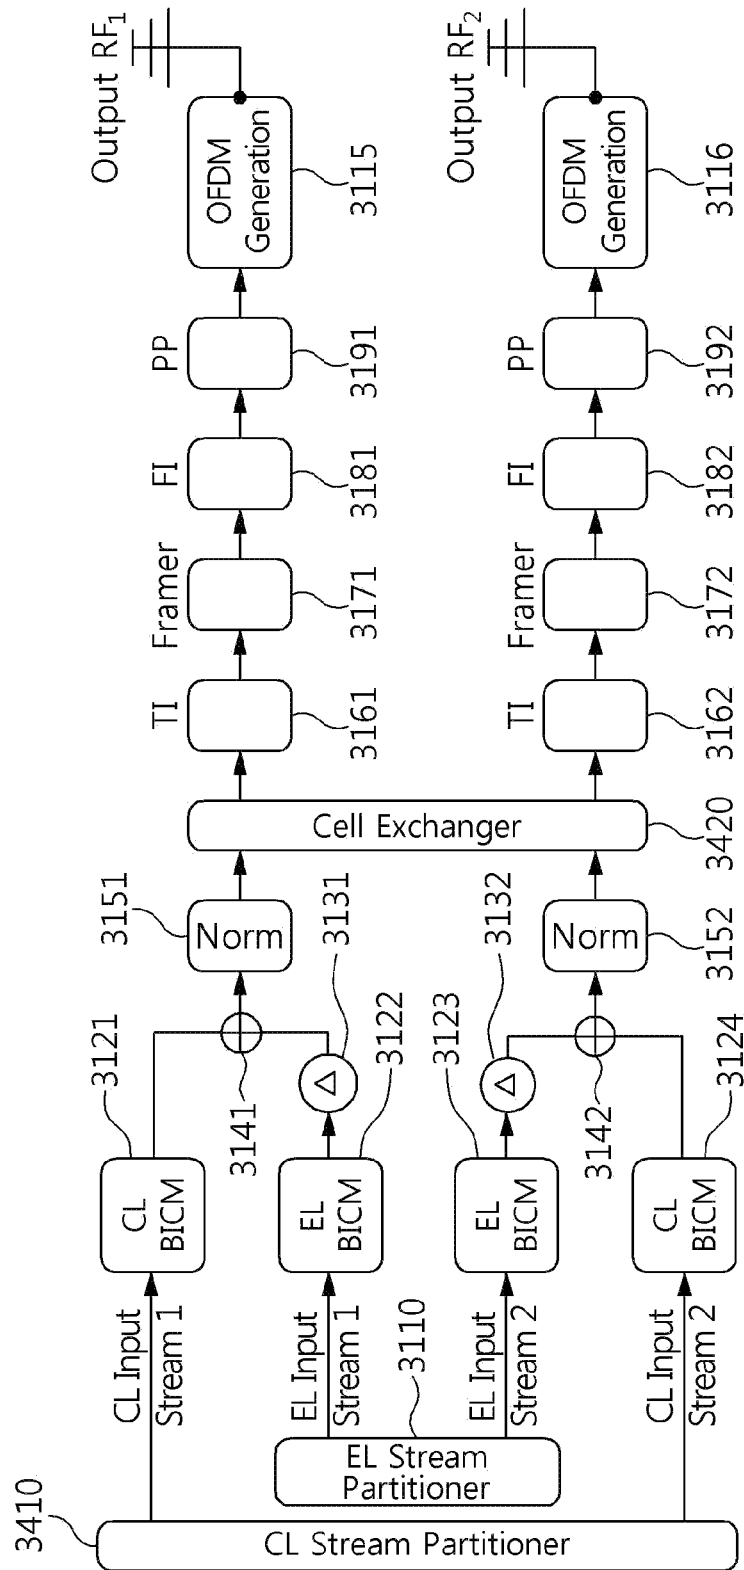 3410
CL Stream Partitioner
EL Stream
Partitioner
3110
CL Input
Stream 1
EL Input
Stream 1
EL Input
Stream 2
CL Input
Stream 2
CL
BICM
3121
EL
BICM
3122
EL
BICM
3123
CL
BICM
3124
Δ
3131
Δ
3132
3141
3142
Norm
3151
Norm
3152
Cell Exchanger
3420
TI
3161
Framer
3171
FI
3181
PP
3191
OFDM
Generation
3115
Output RF1
TI
3162
Framer
3172
FI
3182
PP
3192
OFDM
Generation
3116
Output RF2